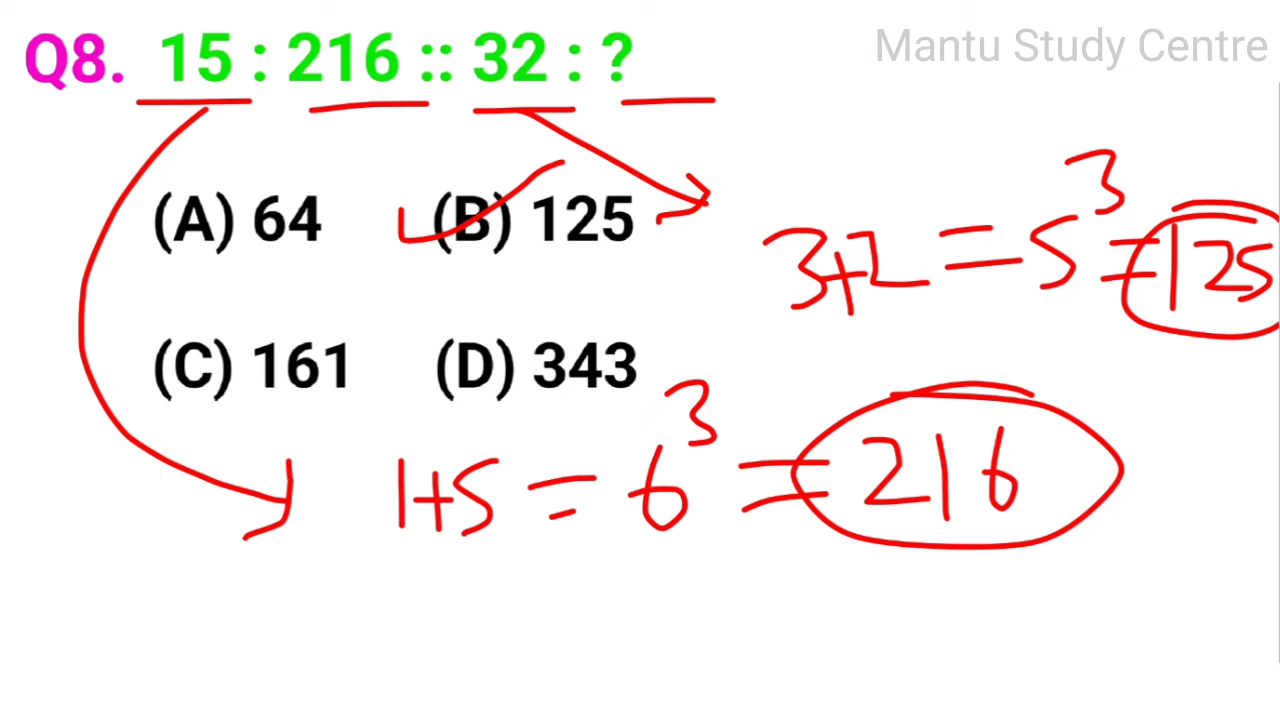 Mantu Study Centre
Q8. 15 : 216 :: 32 : ?
(A) 64 (B) 125
3+2 = 5³ = 125
(C) 161 (D) 343
1+5 = 6³ = 216